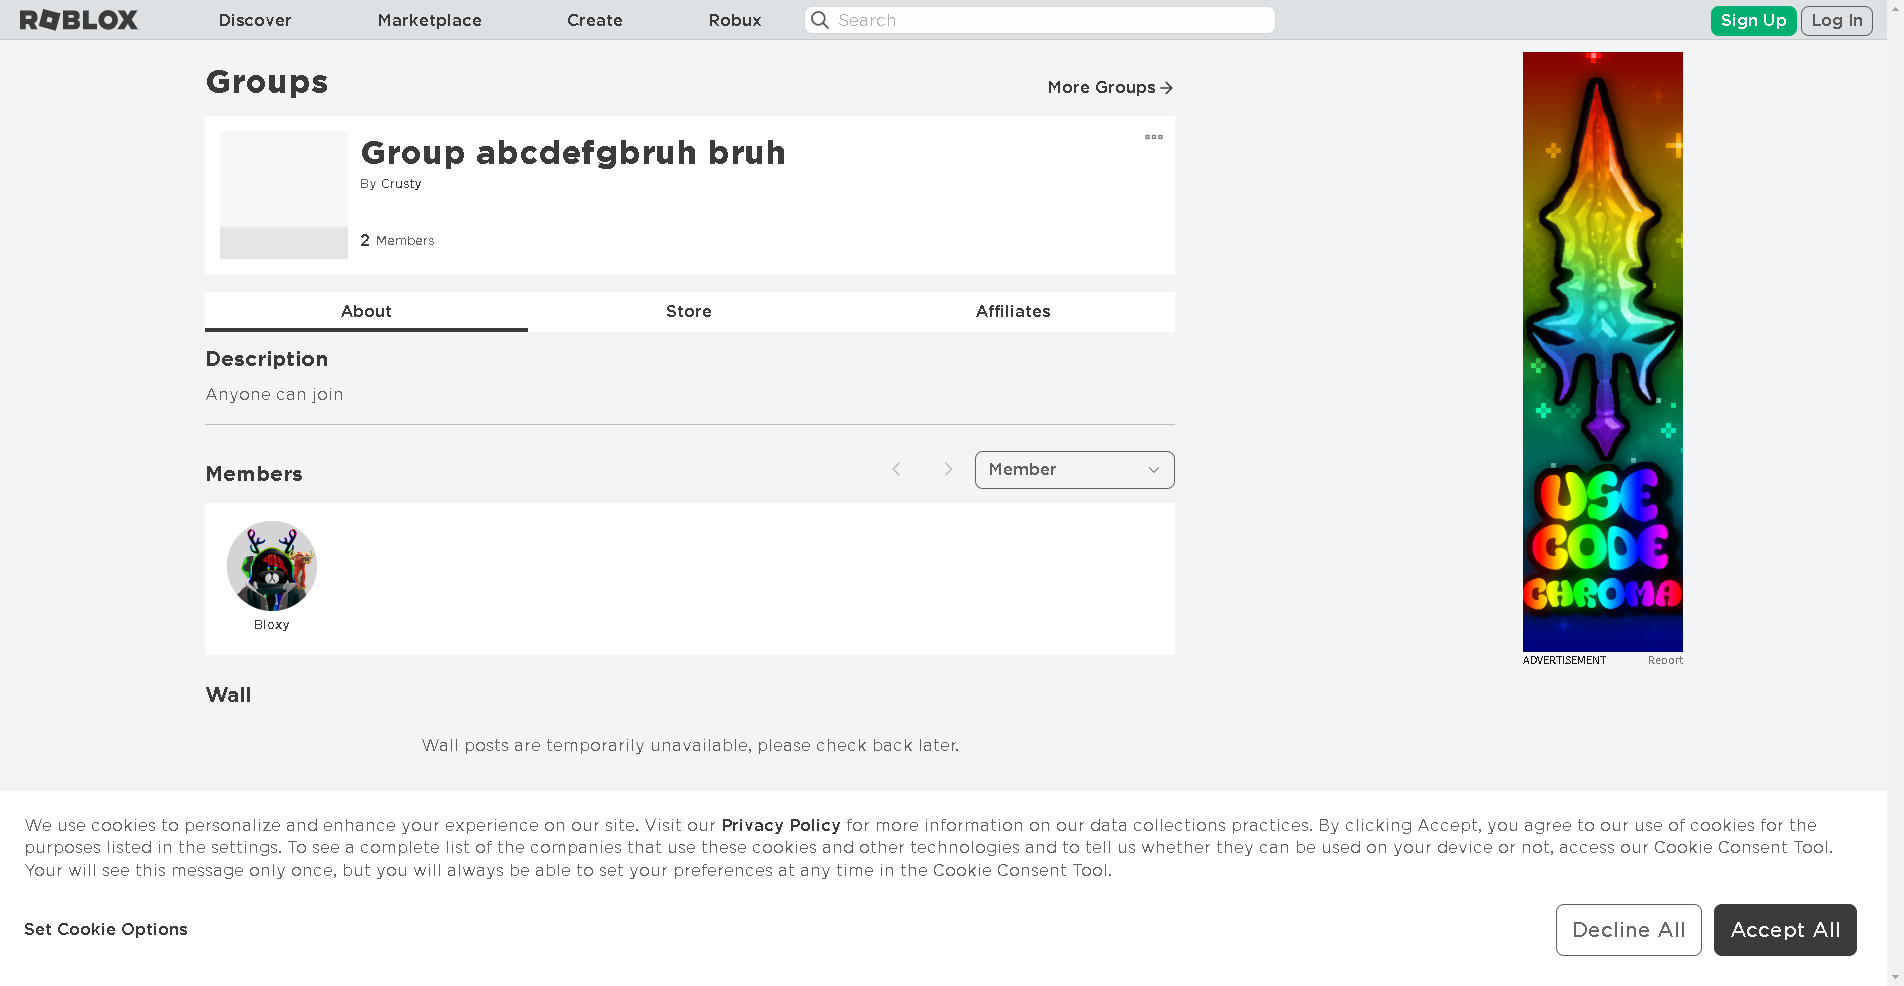 ROBLOX
Discover
Marketplace
Create
Robux
Search
Sign Up
Log In
Groups
More Groups
Group abcdefgbruh bruh
By Crusty
2 Members
About
Store
Affiliates
Description
Anyone can join
Members
Member
Bloxy
Wall
Wall posts are temporarily unavailable, please check back later.
USE
CODE
CHROMA
ADVERTISEMENT
Report
We use cookies to personalize and enhance your experience on our site. Visit our Privacy Policy for more information on our data collections practices. By clicking Accept, you agree to our use of cookies for the
purposes listed in the settings. To see a complete list of the companies that use these cookies and other technologies and to tell us whether they can be used on your device or not, access our Cookie Consent Tool.
Your will see this message only once, but you will always be able to set your preferences at any time in the Cookie Consent Tool.
Set Cookie Options
Decline All
Accept All